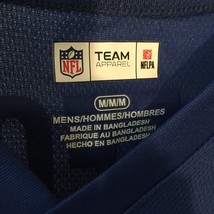 NFL TEAM APPAREL NFLPA
M/M/M
MENS/HOMMES/HOMBRES
MADE IN BANGLADESH
FABRIQUE AU BANGLADESH
HECHO EN BANGLADESH